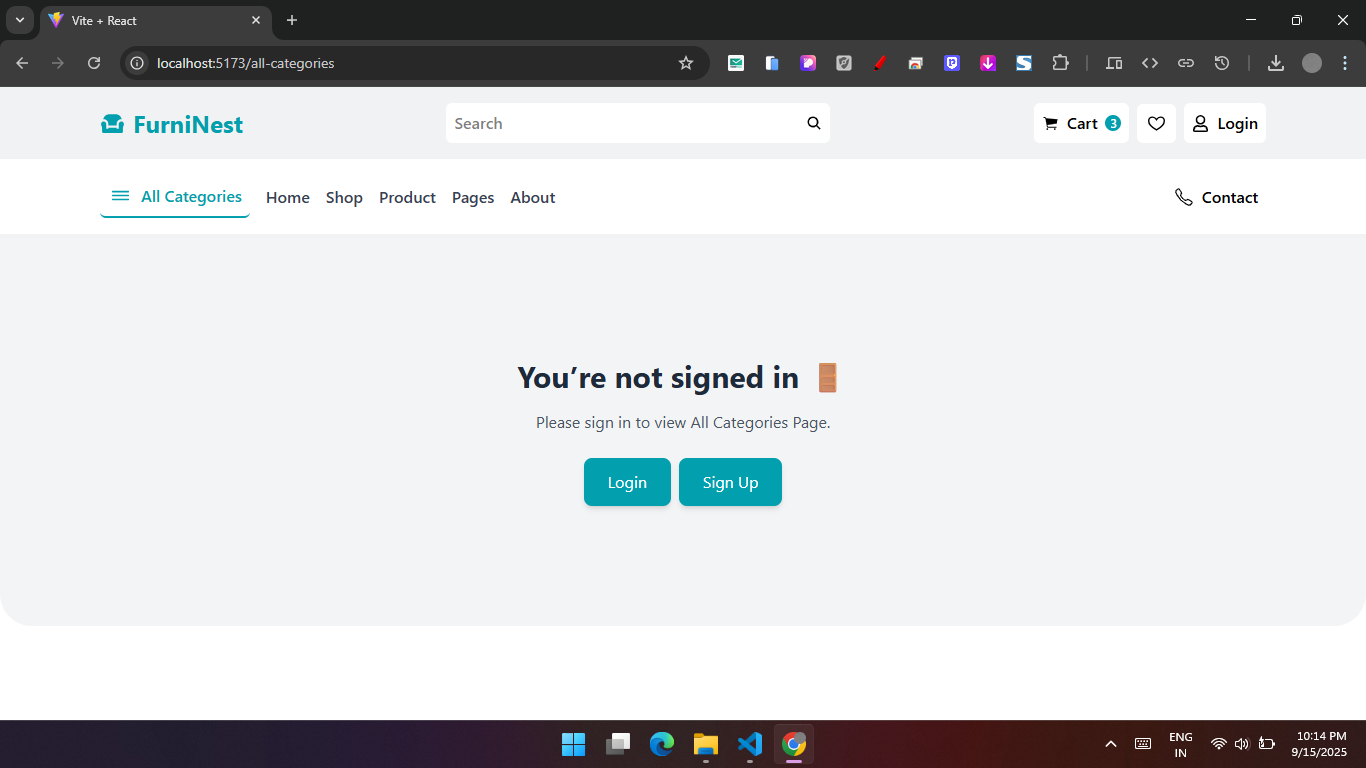 Vite + React
localhost:5173/all-categories
FurniNest
Search
Cart 3
Login
All Categories
Home
Shop
Product
Pages
About
Contact
You’re not signed in 🚪
Please sign in to view All Categories Page.
Login
Sign Up
ENG
IN
10:14 PM
9/15/2025